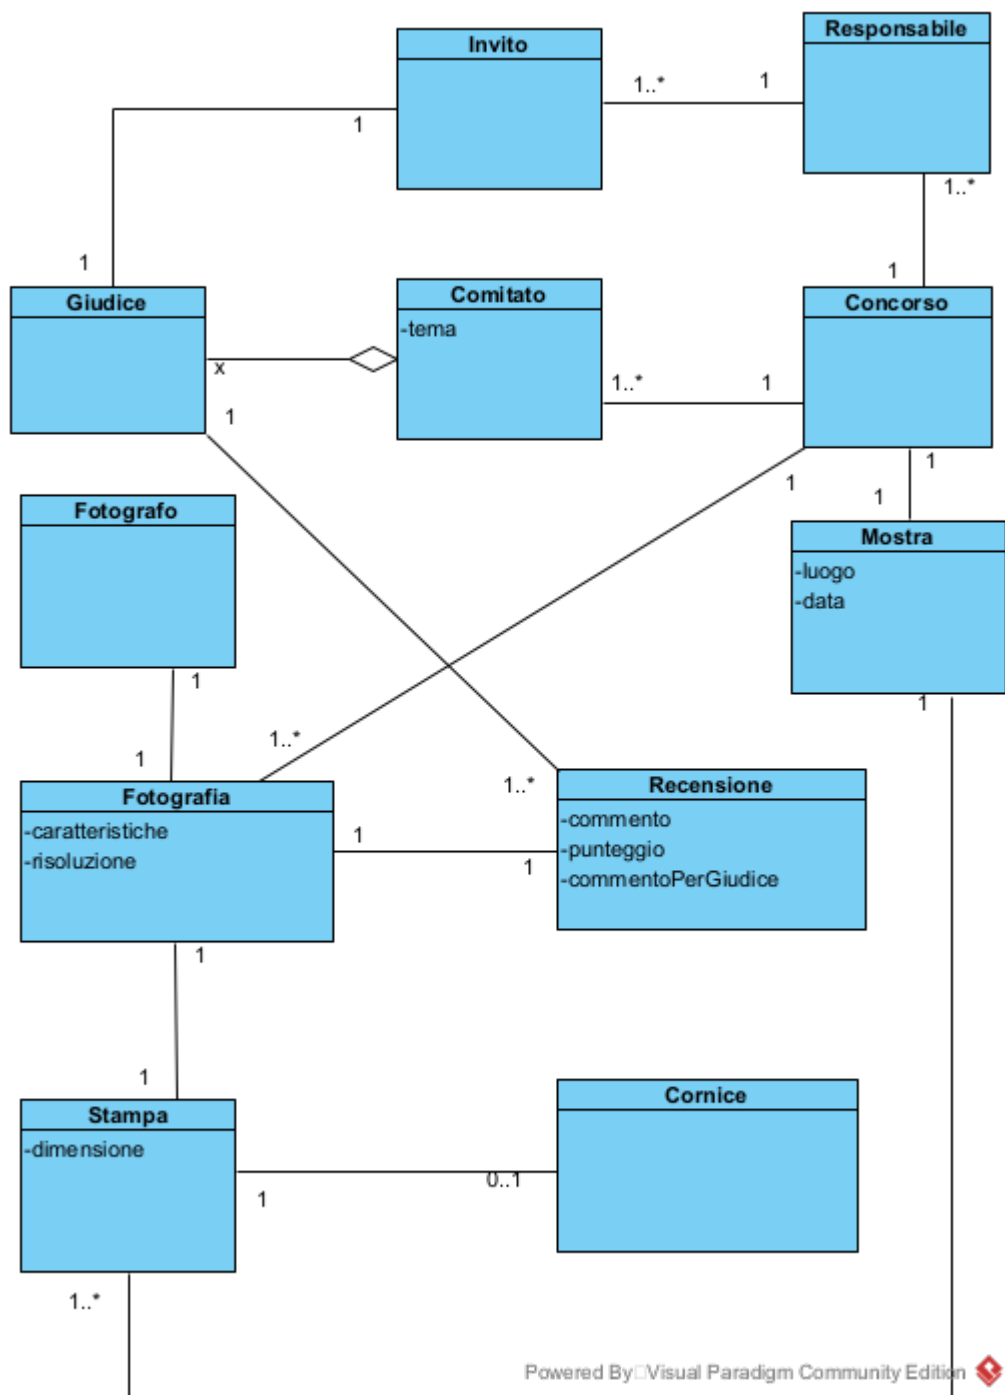 Invito
Responsabile
1..*
1
1
1..*
1
1
Giudice
Comitato
-tema
Concorso
x
1..*
1
1
1
1
1
Fotografo
Mostra
-luogo
-data
1
1
1..*
1
Fotografia
-caratteristiche
-risoluzione
1..*
Recensione
-commento
-punteggio
-commentoPerGiudice
1
1
1
1
Stampa
-dimensione
Cornice
1
0..1
1..*
Powered By Visual Paradigm Community Edition